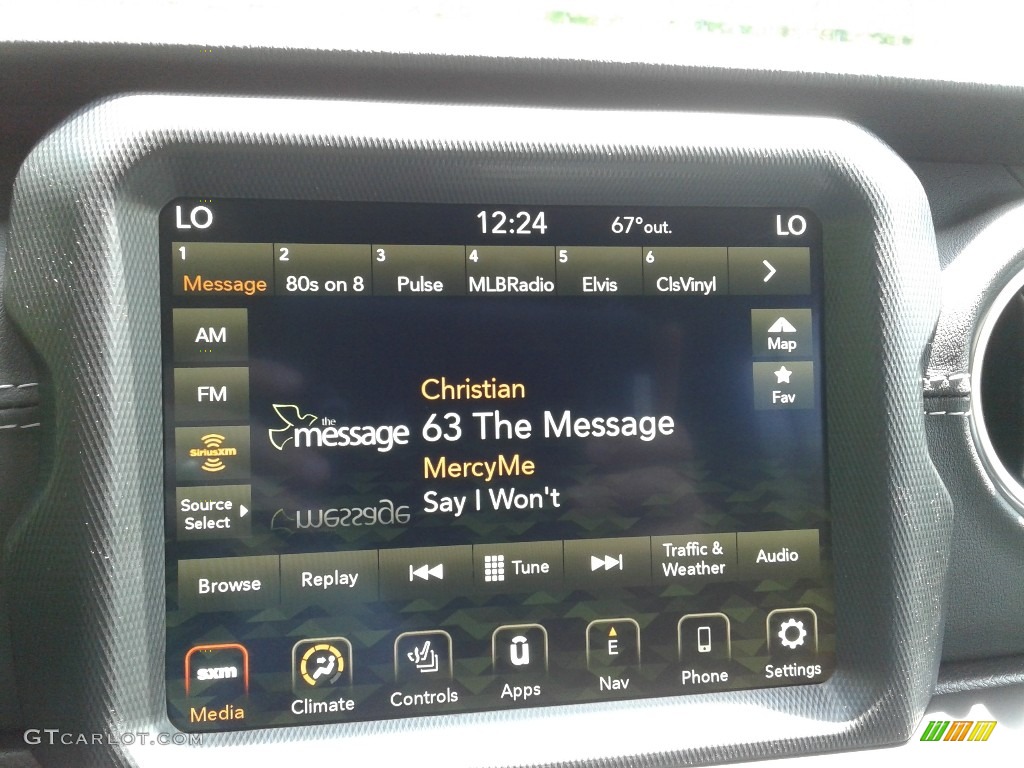 LO 12:24 67° out. LO
1 2 3 4 5 6
Message 80s on 8 Pulse MLBRadio Elvis ClsVinyl
AM
Map
FM
Fav
Christian
the message 63 The Message
SiriusXM
MercyMe
Source Select
Say I Won't
message
Browse Replay Tune Traffic & Weather Audio
sxm ū E
Media Climate Controls Apps Nav Phone Settings
GTCARLOT.COM